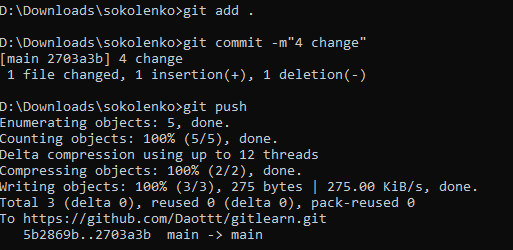 D:\Downloads\sokolenko>git add .
D:\Downloads\sokolenko>git commit -m"4 change"
[main 2703a3b] 4 change
 1 file changed, 1 insertion(+), 1 deletion(-)
D:\Downloads\sokolenko>git push
Enumerating objects: 5, done.
Counting objects: 100% (5/5), done.
Delta compression using up to 12 threads
Compressing objects: 100% (2/2), done.
Writing objects: 100% (3/3), 275 bytes | 275.00 KiB/s, done.
Total 3 (delta 0), reused 0 (delta 0), pack-reused 0
To https://github.com/Daottt/gitlearn.git
   5b2869b..2703a3b  main -> main